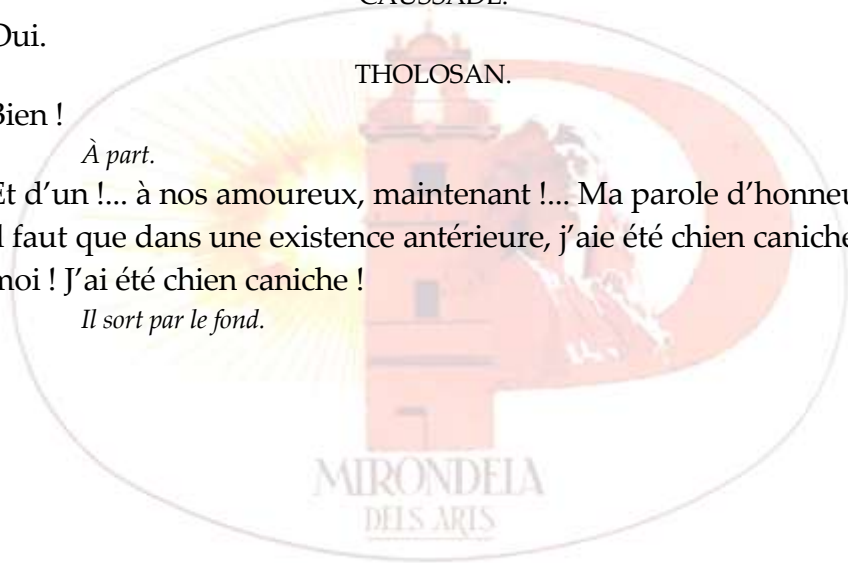 CAUSSADE.
Oui.
THOLOSAN.
Bien !
À part.
Et d'un !... à nos amoureux, maintenant !... Ma parole d'honneu
l faut que dans une existence antérieure, j'aie été chien caniche
moi ! J'ai été chien caniche !
Il sort par le fond.
MIRONDELA
DELS ARTS